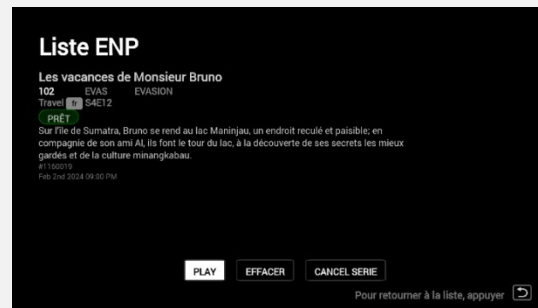 Liste ENP
Les vacances de Monsieur Bruno
102 EVAS EVASION
Travel fr S4E12
PRÊT
Sur l'île de Sumatra, Bruno se rend au lac Maninjau, un endroit reculé et paisible; en
compagnie de son ami Al, ils font le tour du lac, à la découverte de ses secrets les mieux
gardés et de la culture minangkabau.
#1160019
Feb 2nd 2024 09:00 PM
PLAY EFFACER CANCEL SERIE
Pour retourner à la liste, appuyer